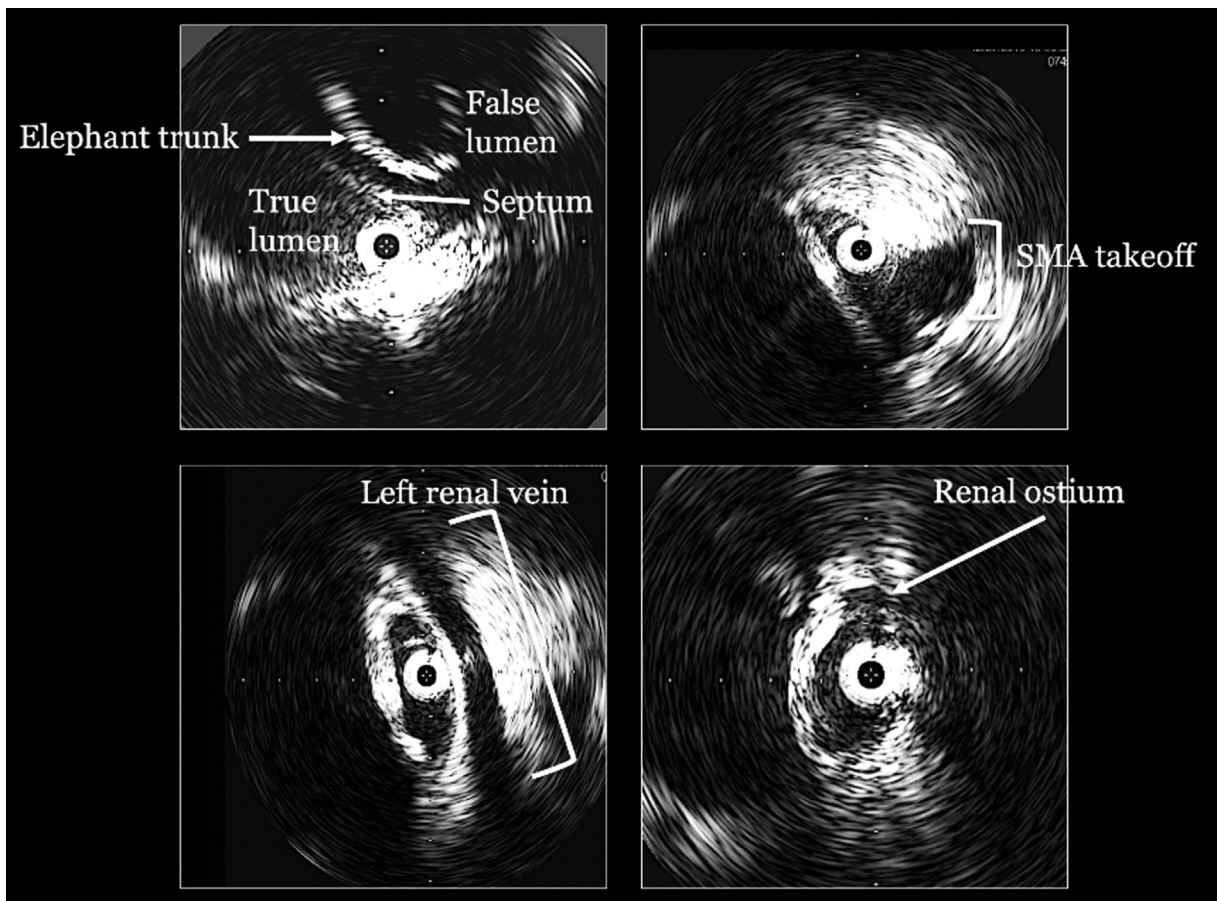 Elephant trunk
False
lumen
True
lumen
Septum
SMA takeoff
Left renal vein
Renal ostium